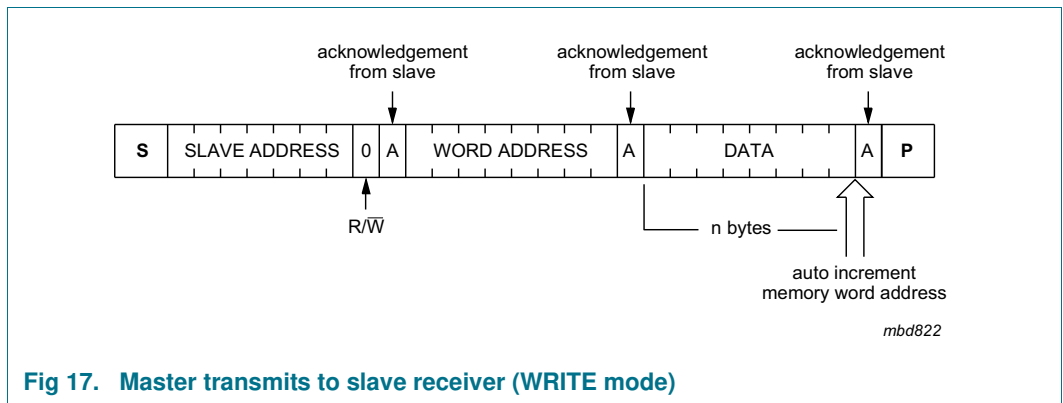 acknowledgement
from slave
acknowledgement
from slave
acknowledgement
from slave
S SLAVE ADDRESS 0 A WORD ADDRESS A DATA A P
R/W̅
n bytes
auto increment
memory word address
mbd822
Fig 17. Master transmits to slave receiver (WRITE mode)